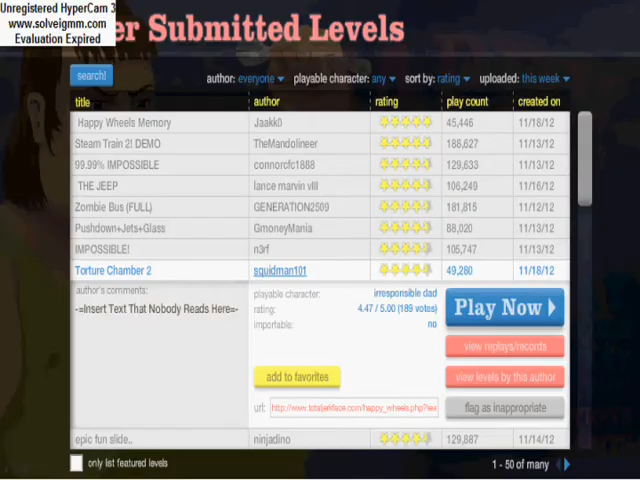 Unregistered HyperCam 3
www.solveigmm.com
Evaluation Expired
er Submitted Levels
search!
author: everyone playable character: any sort by: rating uploaded: this week
title author rating play count created on
Happy Wheels Memory Jaakk0 45,446 11/16/12
Steam Train 2! DEMO TheMandolineer 186,627 11/13/12
99.99% IMPOSSIBLE connorcfc1888 129,633 11/13/12
THE JEEP lance marvin vIII 106,249 11/16/12
Zombie Bus (FULL) GENERATION2509 181,815 11/12/12
Pushdown+Jets+Glass GmoneyMania 88,020 11/13/12
IMPOSSIBLE! n3rf 105,747 11/13/12
Torture Chamber 2 squidman101 49,280 11/18/12
author's comments:
-=Insert Text That Nobody Reads Here=-
playable character: irresponsible dad
rating: 4.47 / 5.00 (189 votes)
importable: no
Play Now
view replays/records
add to favorites
view levels by this author
url: http://www.totaljerkface.com/happy_wheels.php?lea
flag as inappropriate
epic fun slide.. ninjadino 129,887 11/14/12
only list featured levels
1 - 50 of many